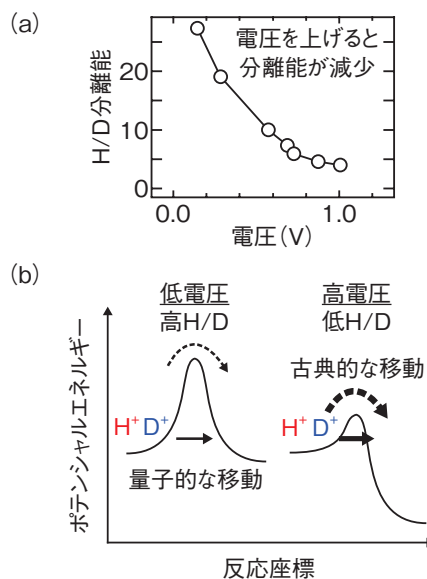 (a)
電圧を上げると
分離能が減少
H/D分離能
20
10
0
0.0
1.0
電圧(V)
(b)
低電圧
高H/D
高電圧
低H/D
古典的な移動
H⁺ D⁺
H⁺ D⁺
量子的な移動
ポテンシャルエネルギー
反応座標